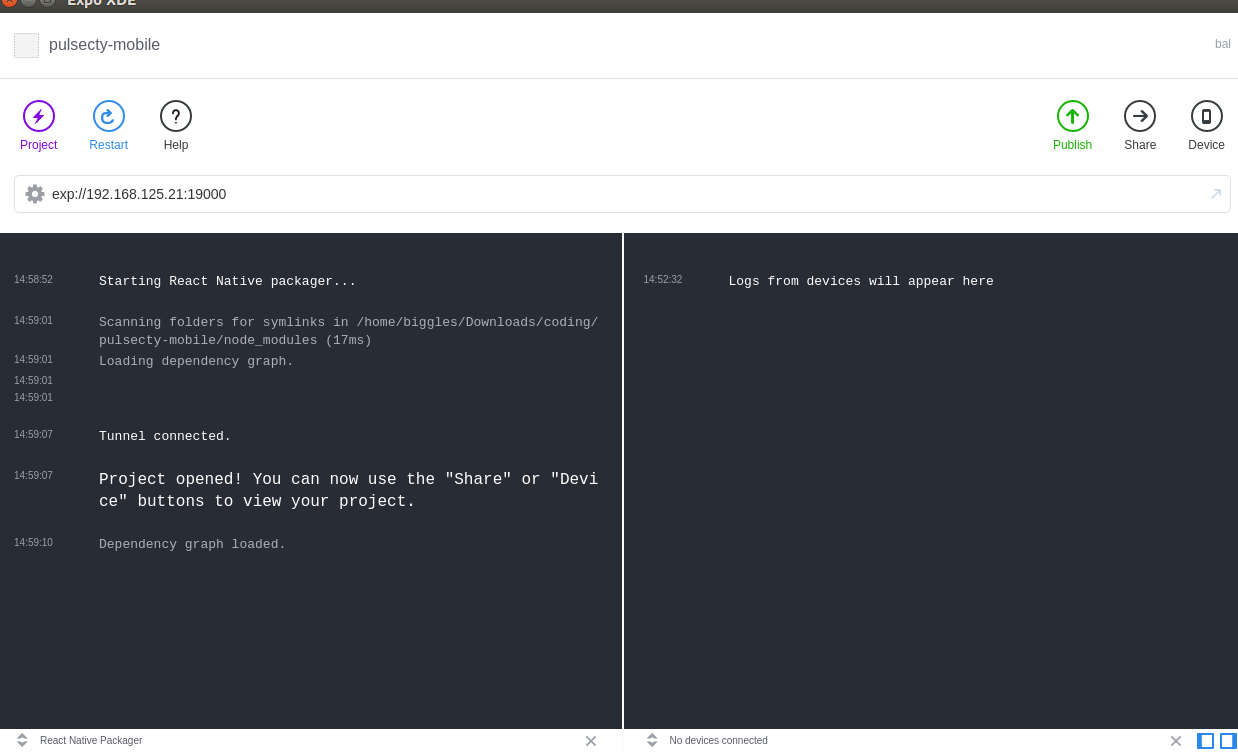 Expo XDE
pulsecty-mobile
bal
Project
Restart
Help
Publish
Share
Device
exp://192.168.125.21:19000
14:58:52 Starting React Native packager...
14:59:01 Scanning folders for symlinks in /home/biggles/Downloads/coding/
pulsecty-mobile/node_modules (17ms)
14:59:01 Loading dependency graph.
14:59:01
14:59:01
14:59:07 Tunnel connected.
14:59:07 Project opened! You can now use the "Share" or "Devi
ce" buttons to view your project.
14:59:10 Dependency graph loaded.
14:52:32 Logs from devices will appear here
React Native Packager
No devices connected